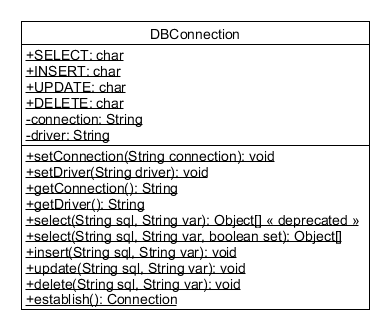 DBConnection
+SELECT: char
+INSERT: char
+UPDATE: char
+DELETE: char
-connection: String
-driver: String
+setConnection(String connection): void
+setDriver(String driver): void
+getConnection(): String
+getDriver(): String
+select(String sql, String var): Object[] « deprecated »
+select(String sql, String var, boolean set): Object[]
+insert(String sql, String var): void
+update(String sql, String var): void
+delete(String sql, String var): void
+establish(): Connection